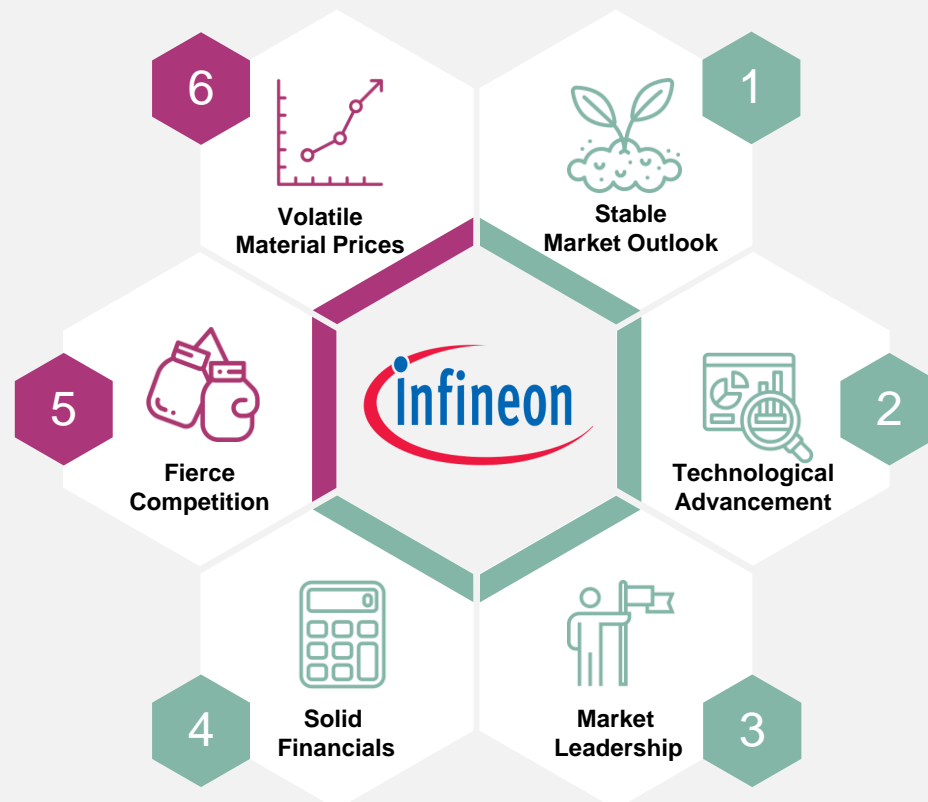 6
1
Volatile
Material Prices
Stable
Market Outlook
5
Fierce
Competition
infineon
2
Technological
Advancement
0
4
Solid
Financials
Market
Leadership
3